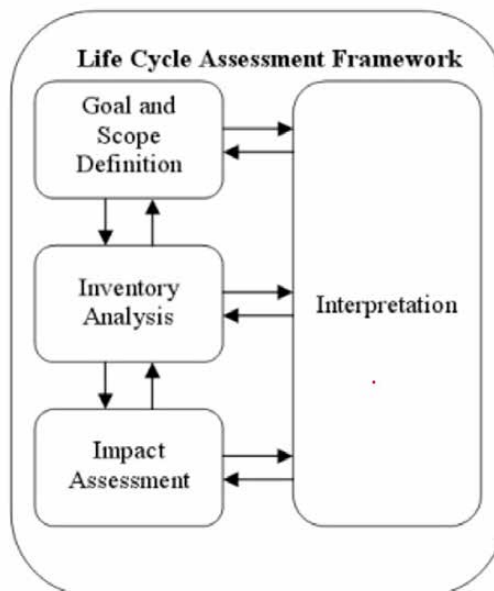 Life Cycle Assessment Framework
Goal and
Scope
Definition
Inventory
Analysis
Interpretation
Impact
Assessment